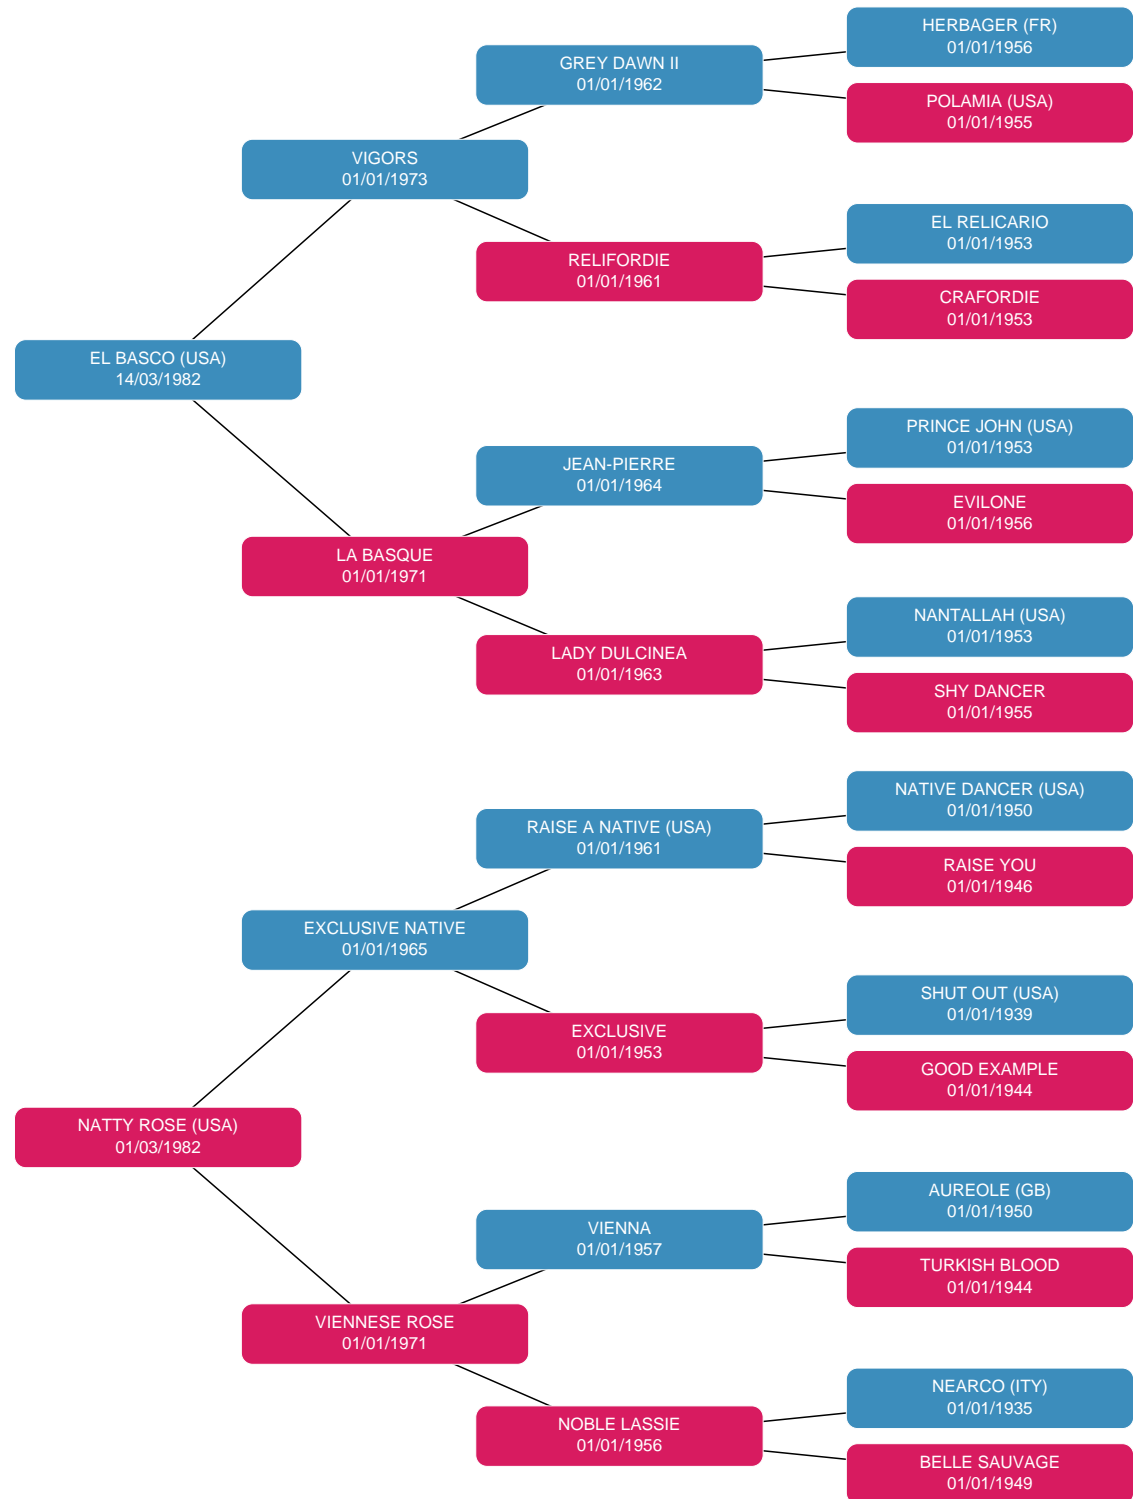 HERBAGER (FR)
01/01/1956
GREY DAWN II
01/01/1962
POLAMIA (USA)
01/01/1955
VIGORS
01/01/1973
EL RELICARIO
01/01/1953
RELIFORDIE
01/01/1961
CRAFORDIE
01/01/1953
EL BASCO (USA)
14/03/1982
PRINCE JOHN (USA)
01/01/1953
JEAN-PIERRE
01/01/1964
EVILONE
01/01/1956
LA BASQUE
01/01/1971
NANTALLAH (USA)
01/01/1953
LADY DULCINEA
01/01/1963
SHY DANCER
01/01/1955
NATIVE DANCER (USA)
01/01/1950
RAISE A NATIVE (USA)
01/01/1961
RAISE YOU
01/01/1946
EXCLUSIVE NATIVE
01/01/1965
SHUT OUT (USA)
01/01/1939
EXCLUSIVE
01/01/1953
GOOD EXAMPLE
01/01/1944
NATTY ROSE (USA)
01/03/1982
AUREOLE (GB)
01/01/1950
VIENNA
01/01/1957
TURKISH BLOOD
01/01/1944
VIENNESE ROSE
01/01/1971
NEARCO (ITY)
01/01/1935
NOBLE LASSIE
01/01/1956
BELLE SAUVAGE
01/01/1949